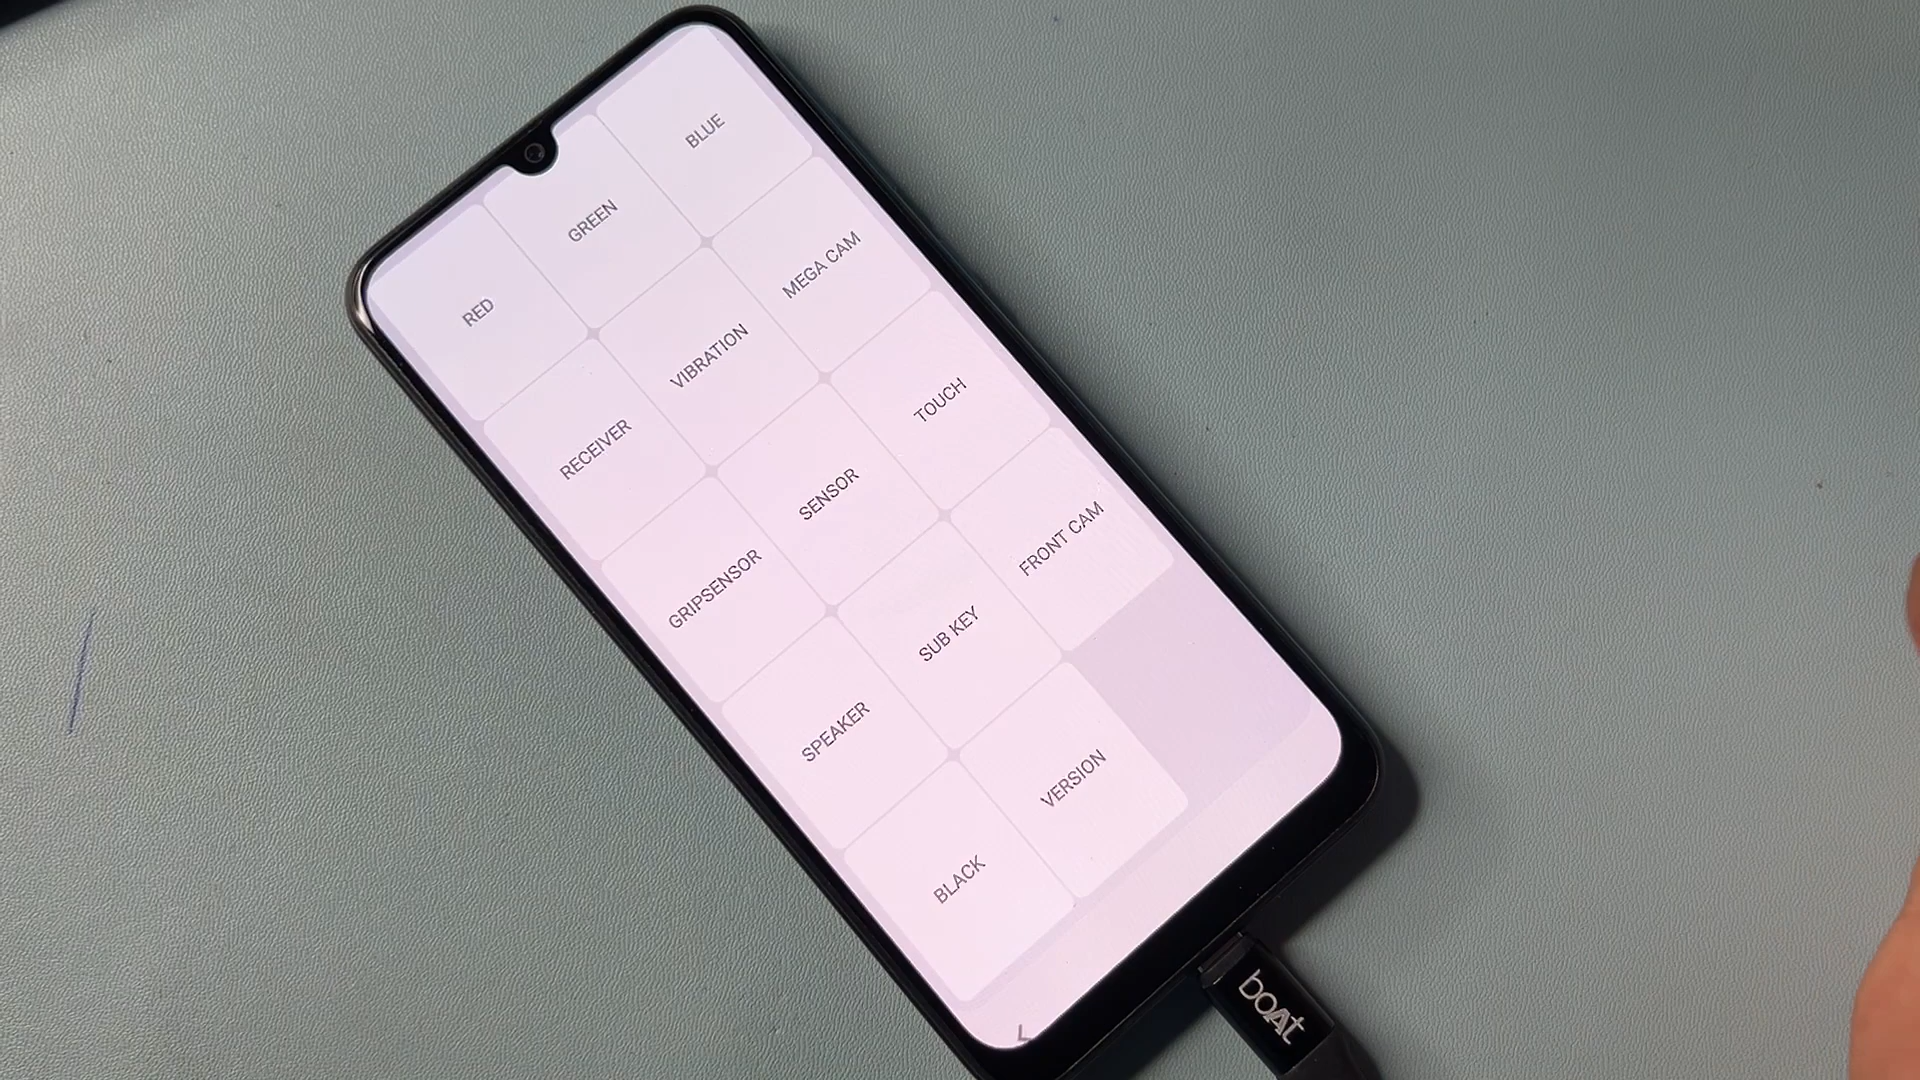 RED
GREEN
BLUE
RECEIVER
VIBRATION
MEGA CAM
GRIPSENSOR
SENSOR
TOUCH
SPEAKER
SUB KEY
FRONT CAM
BLACK
VERSION
boAt